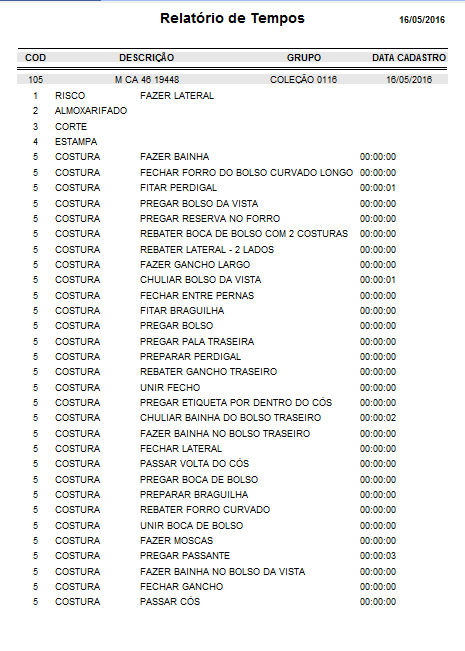 Relatório de Tempos 16/05/2016
COD DESCRIÇÃO GRUPO DATA CADASTRO
105 M CA 46 19448 COLEÇÃO 0116 16/05/2016
1 RISCO FAZER LATERAL
2 ALMOXARIFADO
3 CORTE
4 ESTAMPA
5 COSTURA FAZER BAINHA 00:00:00
5 COSTURA FECHAR FORRO DO BOLSO CURVADO LONGO 00:00:00
5 COSTURA FITAR PERDIGAL 00:00:01
5 COSTURA PREGAR BOLSO DA VISTA 00:00:00
5 COSTURA PREGAR RESERVA NO FORRO 00:00:00
5 COSTURA REBATER BOCA DE BOLSO COM 2 COSTURAS 00:00:00
5 COSTURA REBATER LATERAL - 2 LADOS 00:00:00
5 COSTURA FAZER GANCHO LARGO 00:00:00
5 COSTURA CHULIAR BOLSO DA VISTA 00:00:01
5 COSTURA FECHAR ENTRE PERNAS 00:00:00
5 COSTURA FITAR BRAGUILHA 00:00:00
5 COSTURA PREGAR BOLSO 00:00:00
5 COSTURA PREGAR PALA TRASEIRA 00:00:00
5 COSTURA PREPARAR PERDIGAL 00:00:00
5 COSTURA REBATER GANCHO TRASEIRO 00:00:00
5 COSTURA UNIR FECHO 00:00:00
5 COSTURA PREGAR ETIQUETA POR DENTRO DO CÓS 00:00:00
5 COSTURA CHULIAR BAINHA DO BOLSO TRASEIRO 00:00:02
5 COSTURA FAZER BAINHA NO BOLSO TRASEIRO 00:00:00
5 COSTURA FECHAR LATERAL 00:00:00
5 COSTURA PASSAR VOLTA DO CÓS 00:00:00
5 COSTURA PREGAR BOCA DE BOLSO 00:00:00
5 COSTURA PREPARAR BRAGUILHA 00:00:00
5 COSTURA REBATER FORRO CURVADO 00:00:00
5 COSTURA UNIR BOCA DE BOLSO 00:00:00
5 COSTURA FAZER MOSCAS 00:00:00
5 COSTURA PREGAR PASSANTE 00:00:03
5 COSTURA FAZER BAINHA NO BOLSO DA VISTA 00:00:00
5 COSTURA FECHAR GANCHO 00:00:00
5 COSTURA PASSAR CÓS 00:00:00